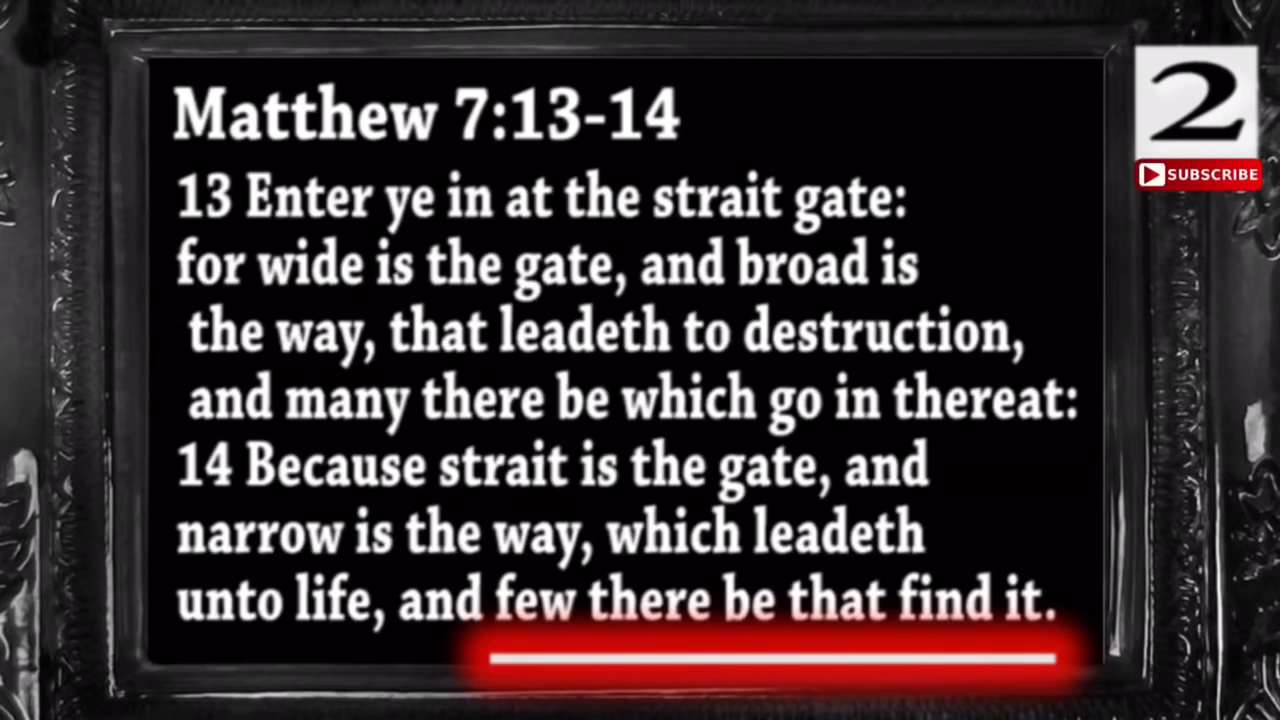 Matthew 7:13-14
13 Enter ye in at the strait gate:
for wide is the gate, and broad is
the way, that leadeth to destruction,
and many there be which go in thereat:
14 Because strait is the gate, and
narrow is the way, which leadeth
unto life, and few there be that find it.
2
SUBSCRIBE